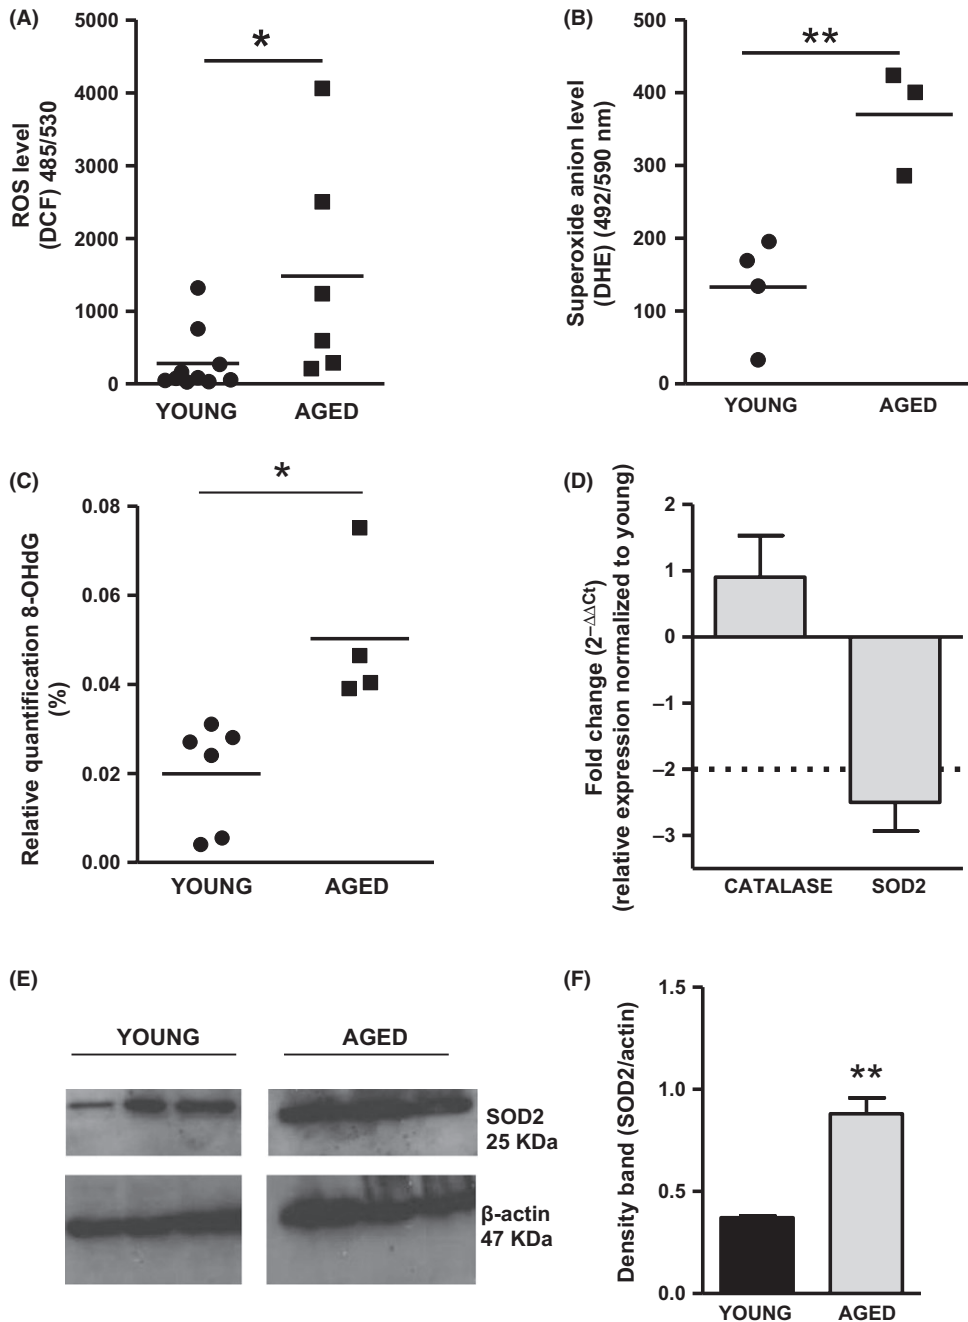 (A)
5000
4000
3000
2000
1000
0
ROS level
(DCF) 485/530
*
YOUNG
AGED
(B)
500
400
300
200
100
0
Superoxide anion level
(DHE) (492/590 nm)
**
YOUNG
AGED
(C)
0.08
0.06
0.04
0.02
0.00
Relative quantification 8-OHdG
(%)
*
YOUNG
AGED
(D)
2
1
0
–1
–2
–3
Fold change (2–ΔΔCt)
(relative expression normalized to young)
CATALASE
SOD2
(E)
YOUNG
AGED
SOD2
25 KDa
β-actin
47 KDa
(F)
1.5
1.0
0.5
0.0
Density band (SOD2/actin)
**
YOUNG
AGED